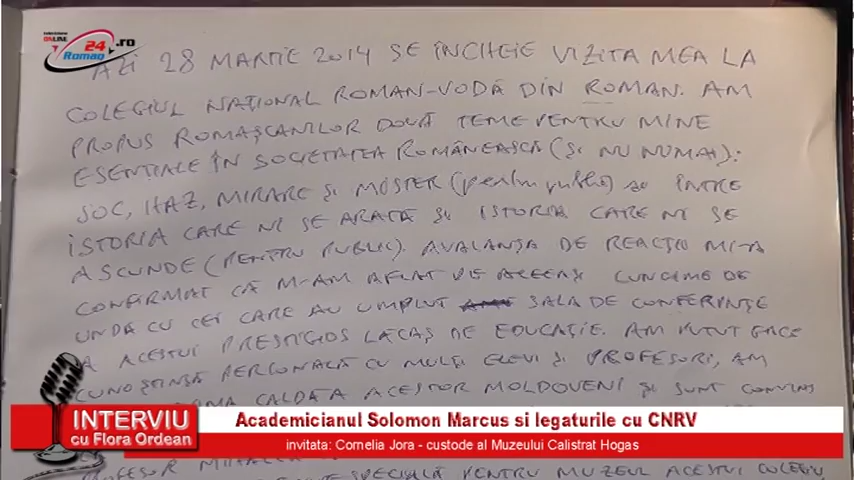 televiziune
ONLINE
24 .ro
Roman
AZI 28 MARTIE 2014 SE ÎNCHEIE VIZITA MEA LA
COLEGIUL NAȚIONAL ROMAN-VODĂ DIN ROMAN. AM
PROPUS ROMAȘCANILOR DOUĂ TEME PENTRU MINE
ESENȚIALE ÎN SOCIETATEA ROMÂNEASCĂ (ȘI NU NUMAI):
JOC, HAZ, MIRARE ȘI MISTER (pentru public) ÎNTRE
ISTORIA CARE NI SE ARATĂ ȘI ISTORIA CARE NI SE
ASCUNDE (PENTRU PUBLIC). AVALANȘA DE REACȚII MI-A
CONFIRMAT CĂ M-AM AFLAT PE ACEEAȘI LUNGIME DE
UNDĂ CU CEI CARE AU UMPLUT SALA DE CONFERINȚE
A ACESTUI PRESTIGIOS LĂCAȘ DE EDUCAȚIE. AM PUTUT FACE
CUNOȘTINȚĂ PERSONALĂ CU MULȚI ELEVI ȘI PROFESORI, AM
CALDĂ A ACESTOR MOLDOVENI ȘI SUNT CONVINS
INTERVIU
cu Flora Ordean
Academicianul Solomon Marcus si legaturile cu CNRV
invitata: Cornelia Jora - custode al Muzeului Calistrat Hogas
PROFESOR
SPECIALĂ PENTRU MUZEUL ACESTUI COLEGIU,